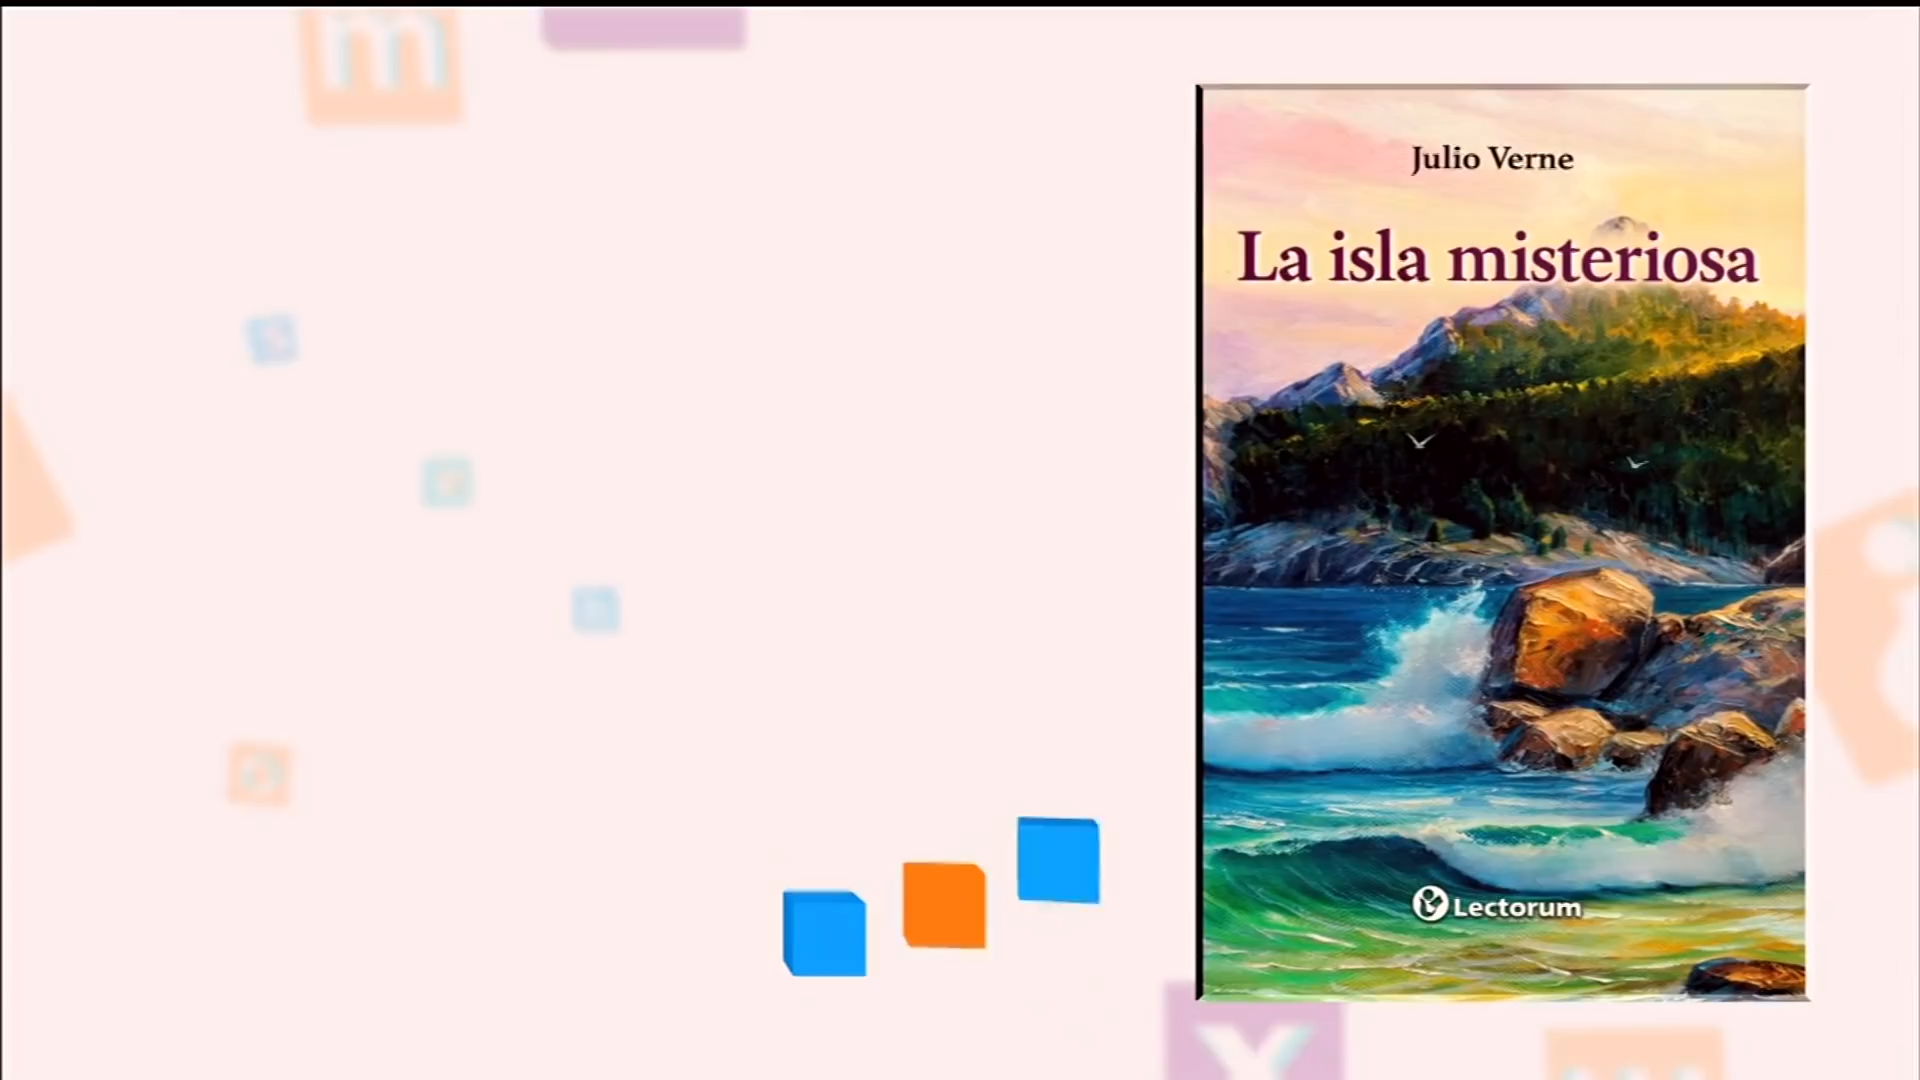 m
Julio Verne
La isla misteriosa
Lectorum
x